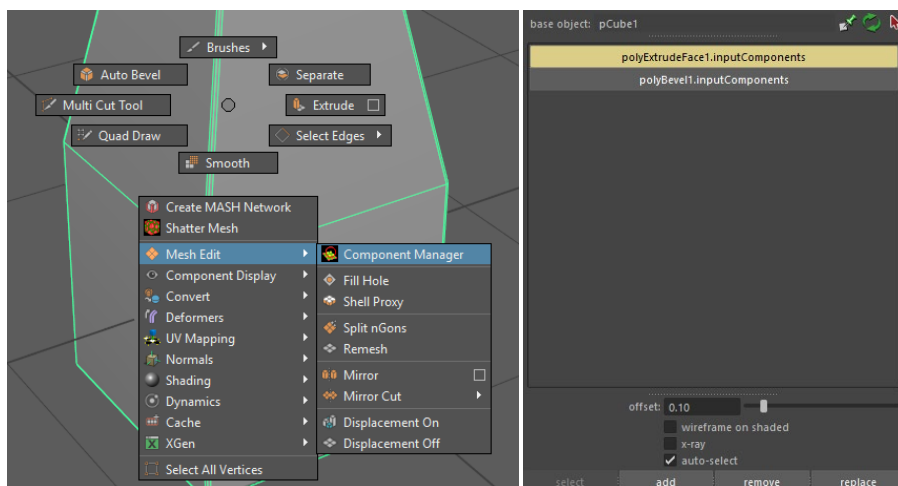 Brushes
Auto Bevel
Separate
Multi Cut Tool
Extrude
Quad Draw
Select Edges
Smooth
Create MASH Network
Shatter Mesh
Mesh Edit
Component Display
Convert
Deformers
UV Mapping
Normals
Shading
Dynamics
Cache
XGen
Select All Vertices
Component Manager
Fill Hole
Shell Proxy
Split nGons
Remesh
Mirror
Mirror Cut
Displacement On
Displacement Off
base object: pCube1
polyExtrudeFace1.inputComponents
polyBevel1.inputComponents
offset: 0.10
wireframe on shaded
x-ray
auto-select
select add remove replace